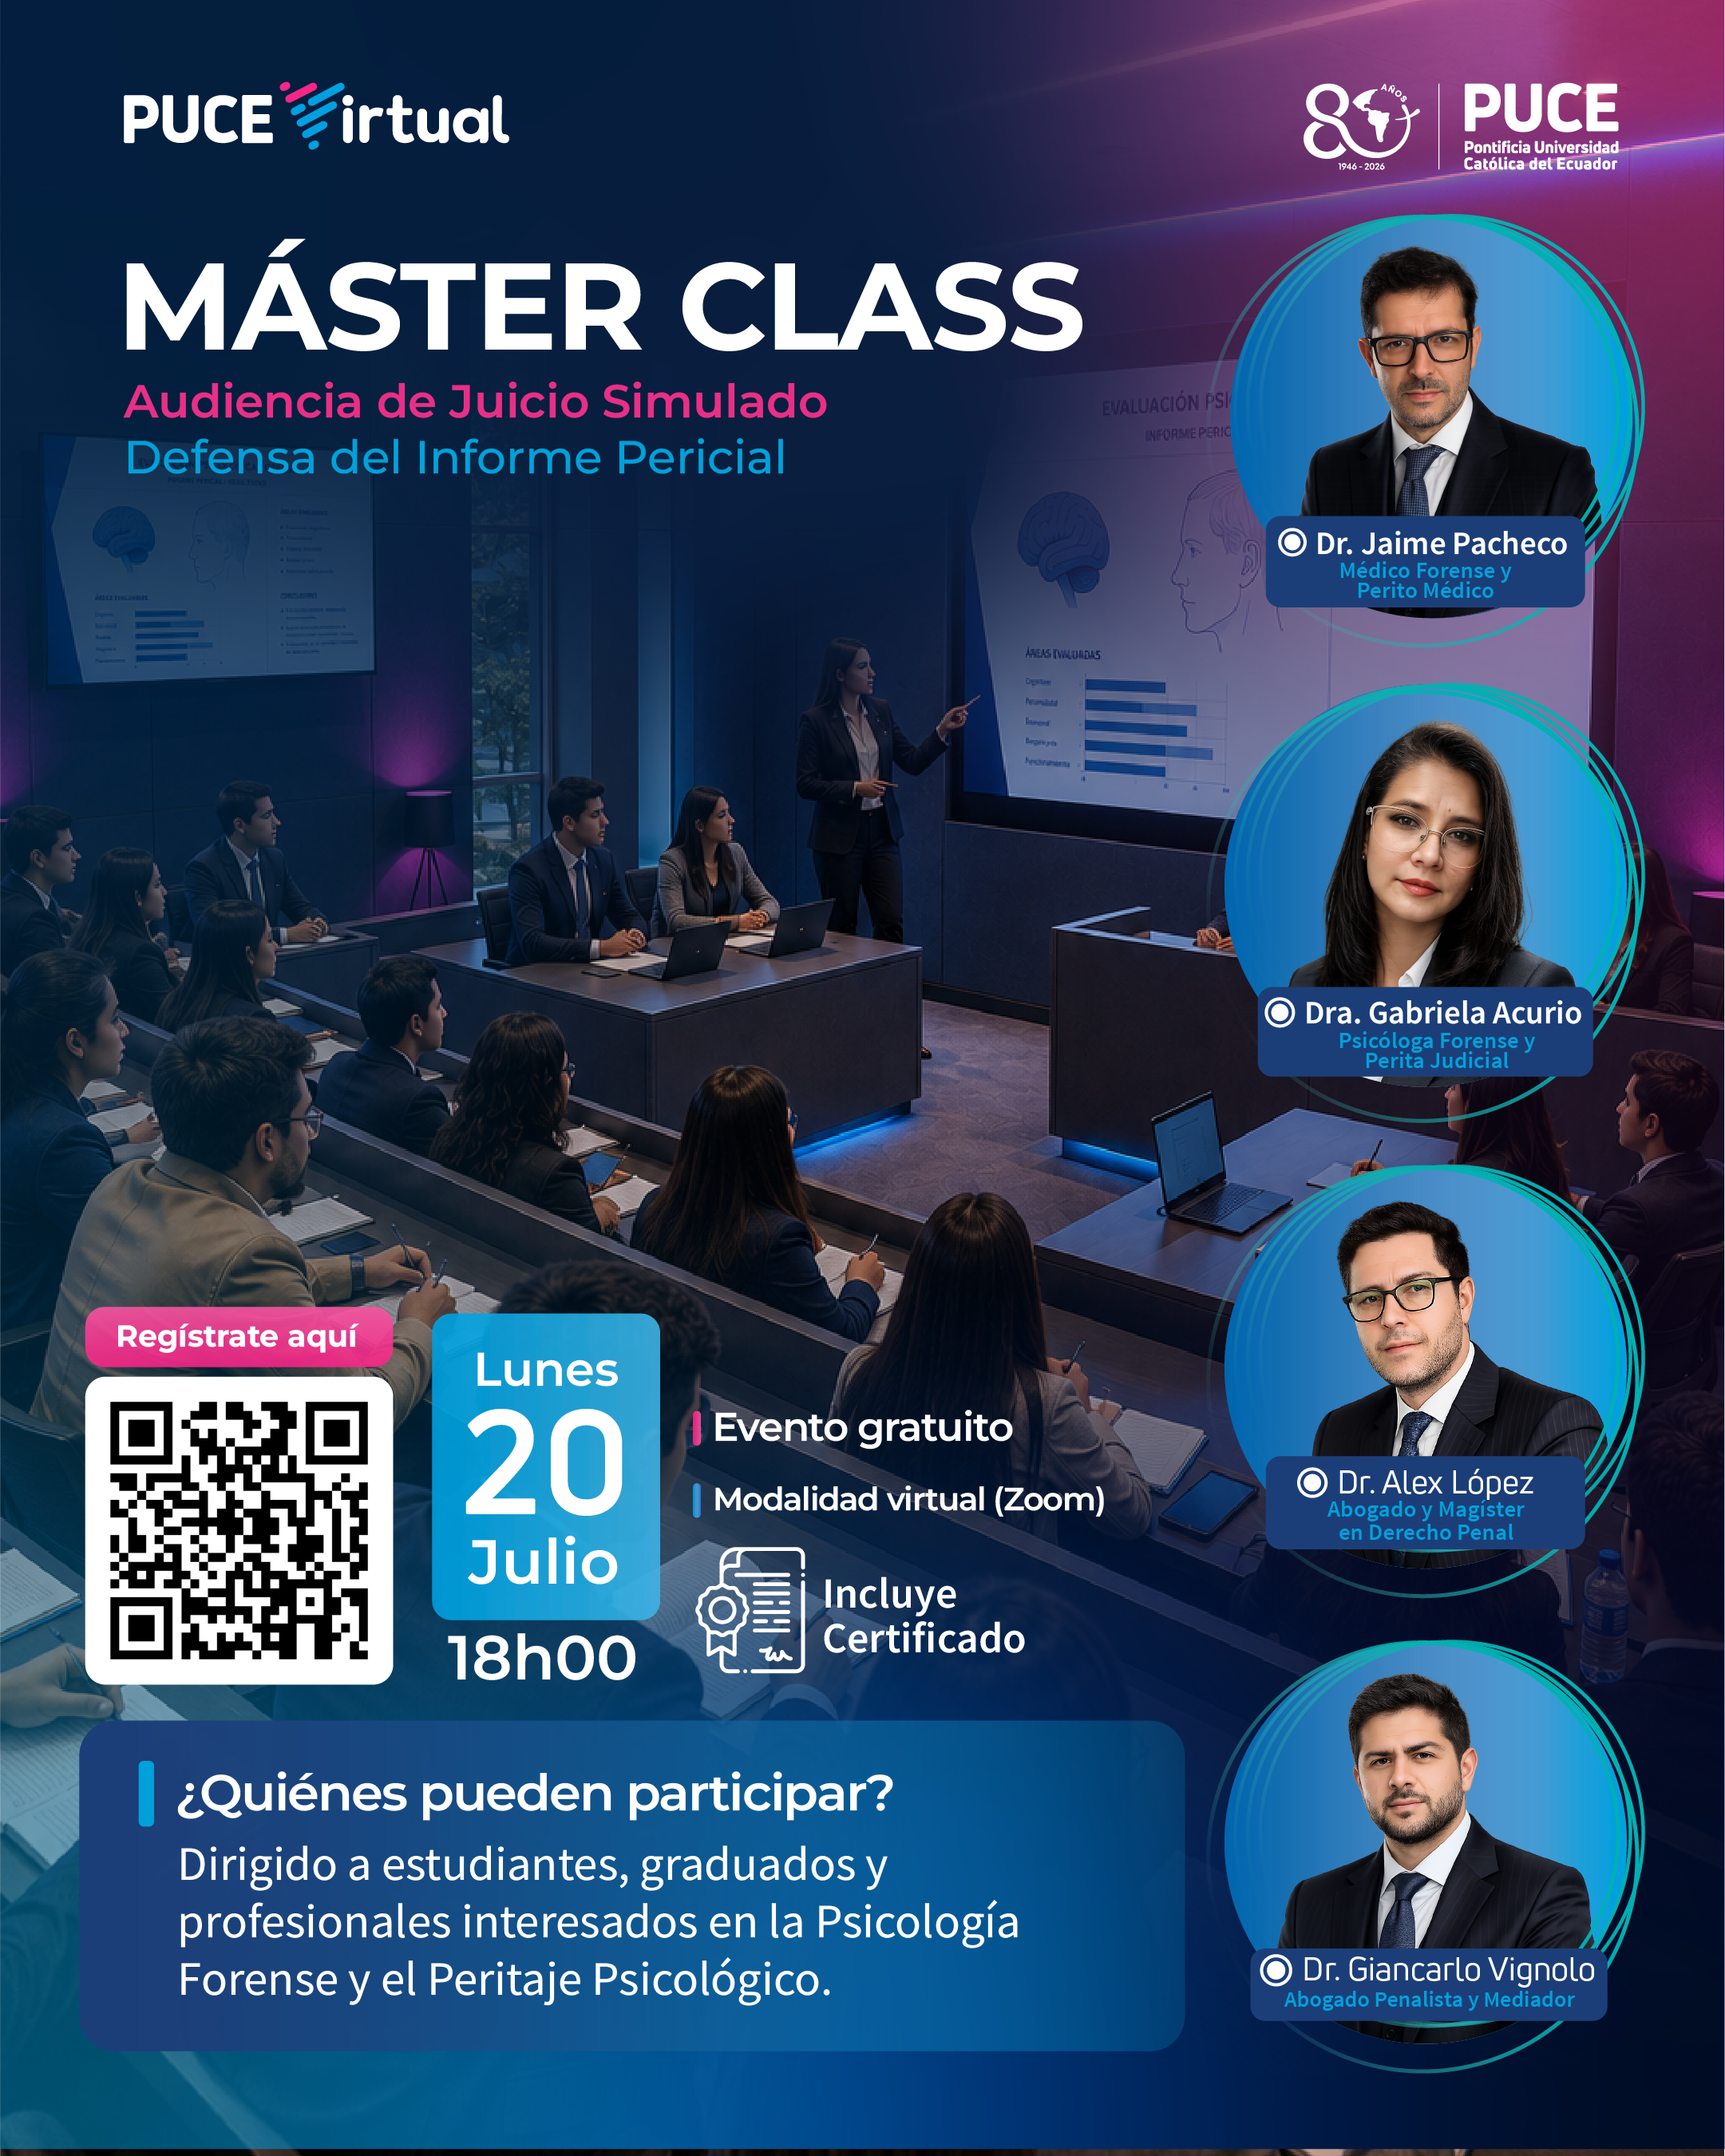 PUCE Virtual
80 AÑOS
1946 - 2026
PUCE
Pontificia Universidad
Católica del Ecuador
MÁSTER CLASS
Audiencia de Juicio Simulado
Defensa del Informe Pericial
EVALUACIÓN PSI
INFORME PERIC
ÁREAS EVALUADAS
Dr. Jaime Pacheco
Médico Forense y
Perito Médico
Dra. Gabriela Acurio
Psicóloga Forense y
Perita Judicial
Dr. Alex López
Abogado y Magíster
en Derecho Penal
Dr. Giancarlo Vignolo
Abogado Penalista y Mediador
Regístrate aquí
Lunes
20
Julio
18h00
Evento gratuito
Modalidad virtual (Zoom)
Incluye
Certificado
¿Quiénes pueden participar?
Dirigido a estudiantes, graduados y
profesionales interesados en la Psicología
Forense y el Peritaje Psicológico.